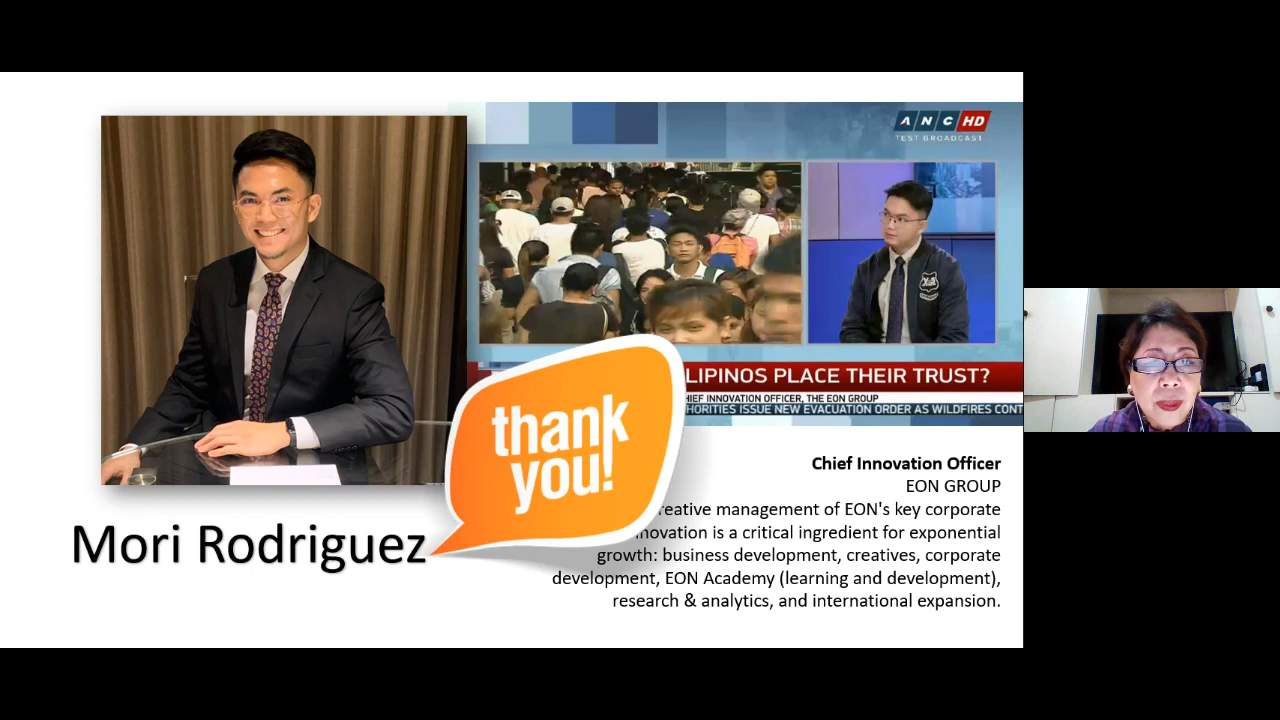 ANC HD
TEST BROADCAST
LIPINOS PLACE THEIR TRUST?
HIEF INNOVATION OFFICER, THE EON GROUP
HORITIES ISSUE NEW EVACUATION ORDER AS WILDFIRES CONT
thank
you!
Mori Rodriguez
Chief Innovation Officer
EON GROUP
reative management of EON's key corporate
novation is a critical ingredient for exponential
growth: business development, creatives, corporate
development, EON Academy (learning and development),
research & analytics, and international expansion.